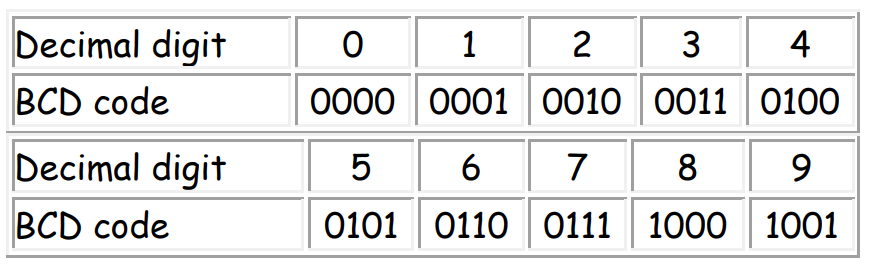 Decimal digit 0 1 2 3 4
BCD code 0000 0001 0010 0011 0100
Decimal digit 5 6 7 8 9
BCD code 0101 0110 0111 1000 1001